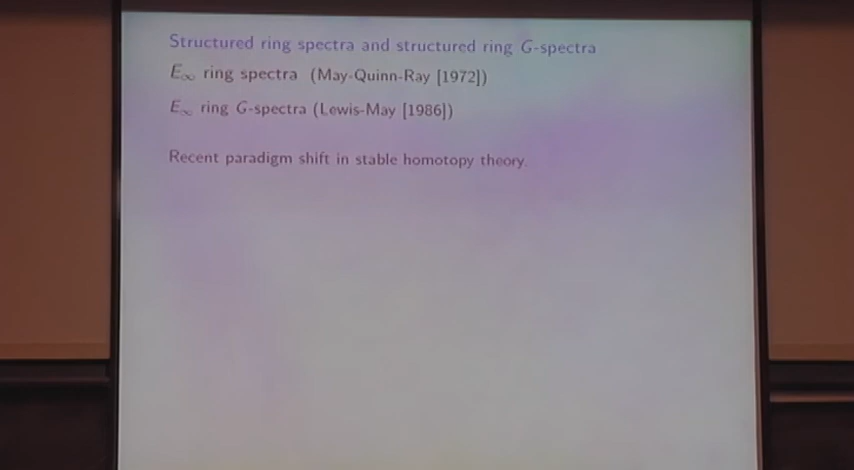 Structured ring spectra and structured ring G-spectra
E∞ ring spectra (May-Quinn-Ray [1972])
E∞ ring G-spectra (Lewis-May [1986])
Recent paradigm shift in stable homotopy theory.